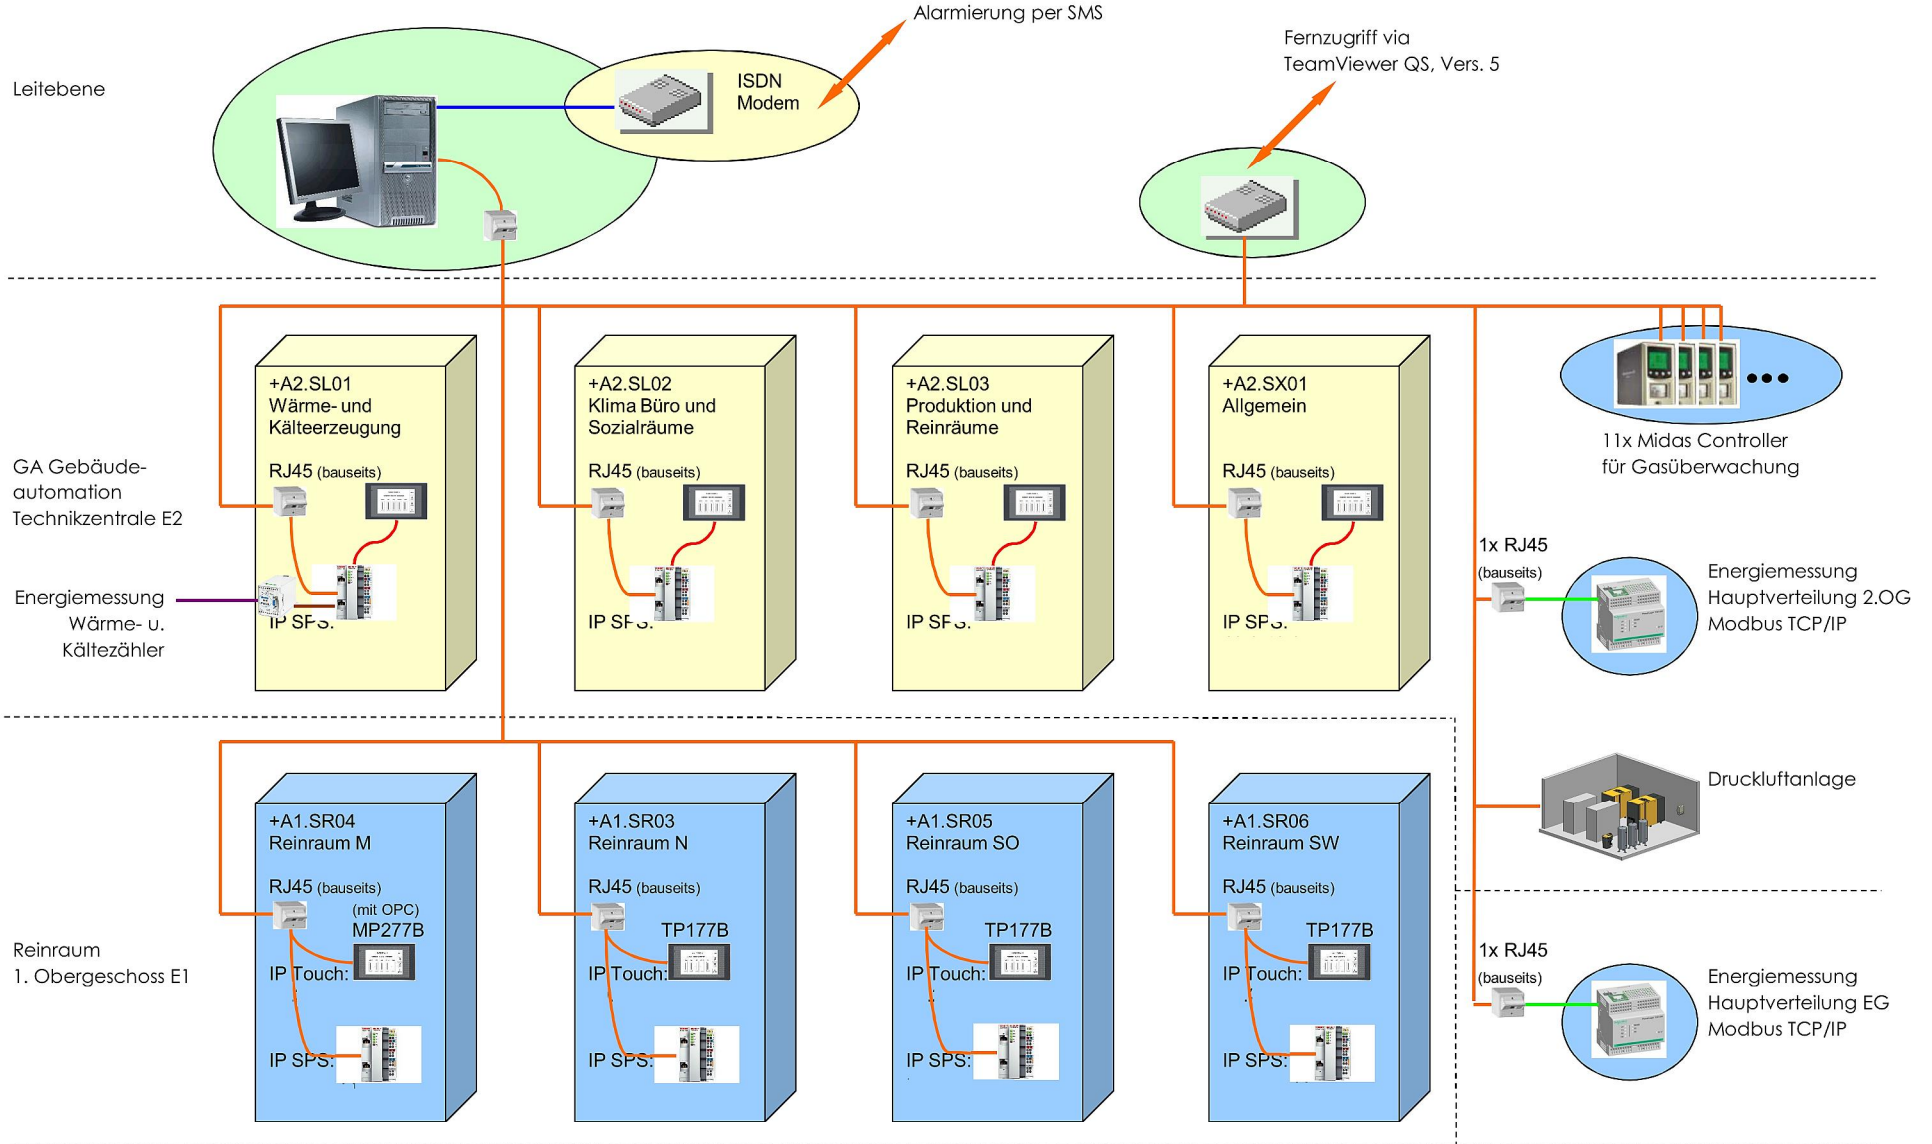 Alarmierung per SMS
Fernzugriff via
TeamViewer QS, Vers. 5
Leitebene
ISDN
Modem
+A2.SL01
Wärme- und
Kälteerzeugung
RJ45 (bauseits)
IP SPS:
+A2.SL02
Klima Büro und
Sozialräume
RJ45 (bauseits)
IP SPS:
+A2.SL03
Produktion und
Reinräume
RJ45 (bauseits)
IP SPS:
+A2.SX01
Allgemein
RJ45 (bauseits)
IP SPS:
11x Midas Controller
für Gasüberwachung
GA Gebäude-
automation
Technikzentrale E2
Energiemessung
Wärme- u.
Kältezähler
1x RJ45
(bauseits)
Energiemessung
Hauptverteilung 2.OG
Modbus TCP/IP
Druckluftanlage
+A1.SR04
Reinraum M
RJ45 (bauseits)
(mit OPC)
MP277B
IP Touch:
IP SPS:
+A1.SR03
Reinraum N
RJ45 (bauseits)
TP177B
IP Touch:
IP SPS:
+A1.SR05
Reinraum SO
RJ45 (bauseits)
TP177B
IP Touch:
IP SPS:
+A1.SR06
Reinraum SW
RJ45 (bauseits)
TP177B
IP Touch:
IP SPS:
Reinraum
1. Obergeschoss E1
1x RJ45
(bauseits)
Energiemessung
Hauptverteilung EG
Modbus TCP/IP